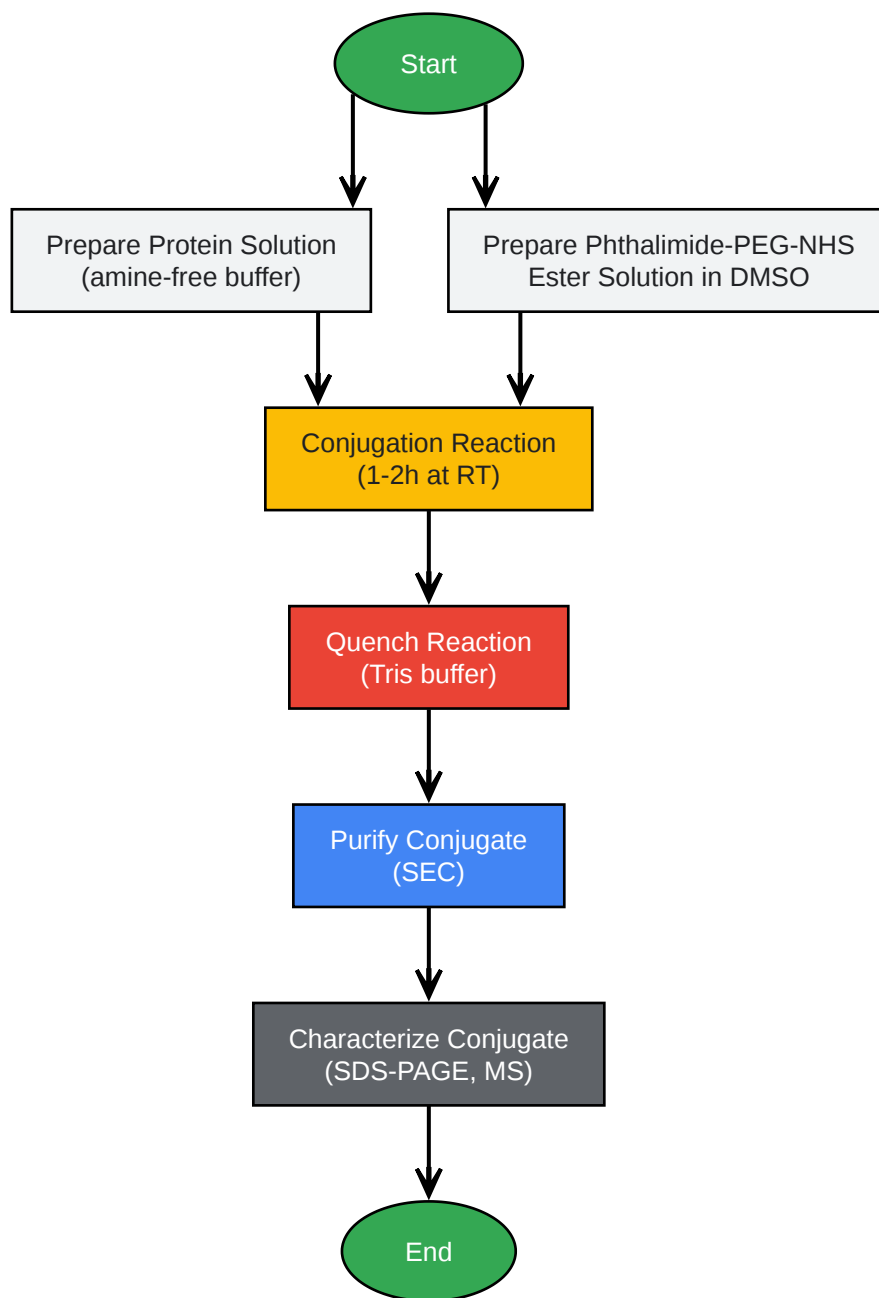 Start
Prepare Protein Solution
(amine-free buffer)
Prepare Phthalimide-PEG-NHS
Ester Solution in DMSO
Conjugation Reaction
(1-2h at RT)
Quench Reaction
(Tris buffer)
Purify Conjugate
(SEC)
Characterize Conjugate
(SDS-PAGE, MS)
End